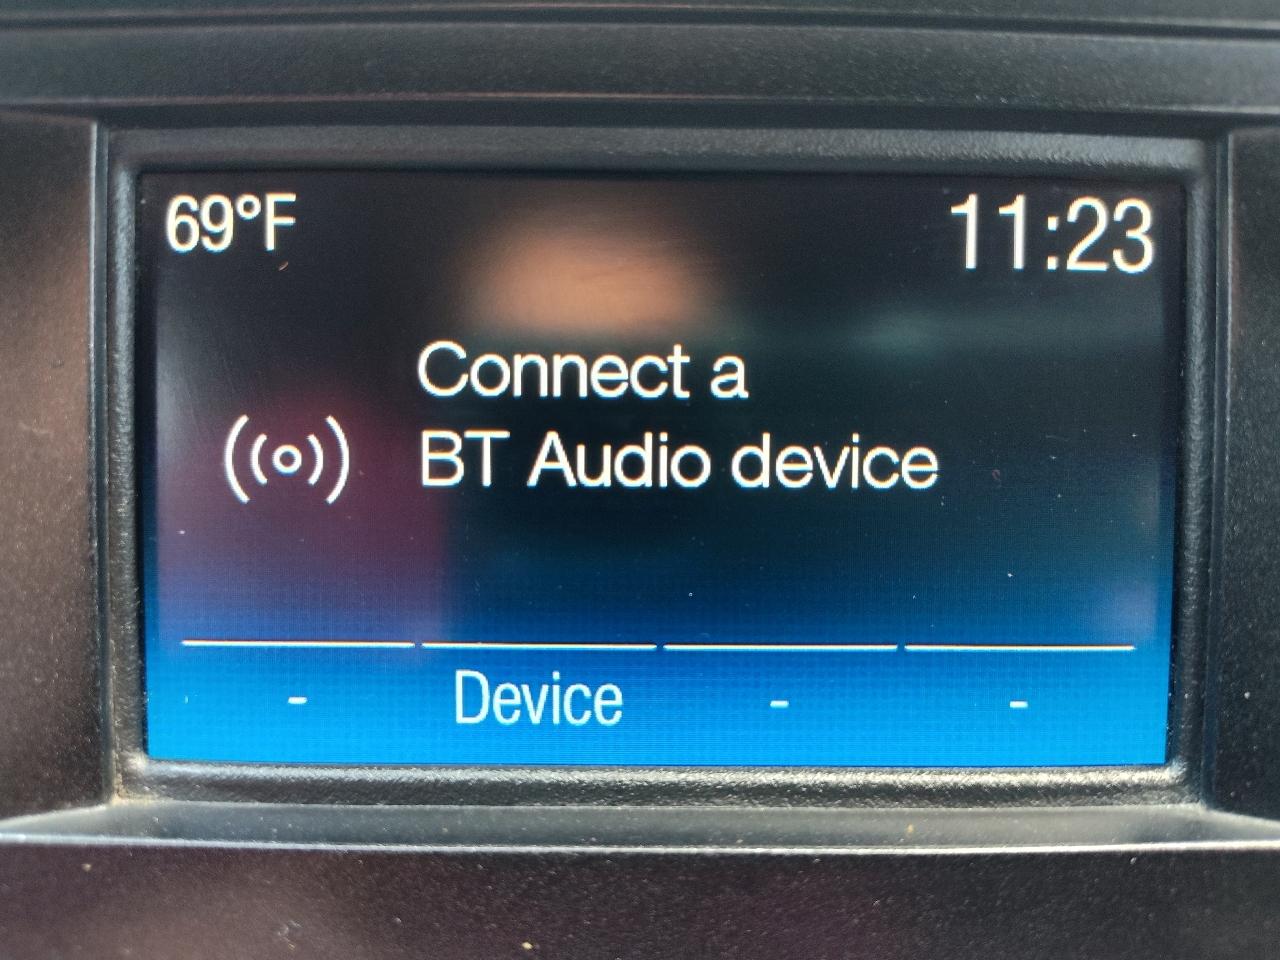 69°F 11:23
Connect a
BT Audio device
- Device - -